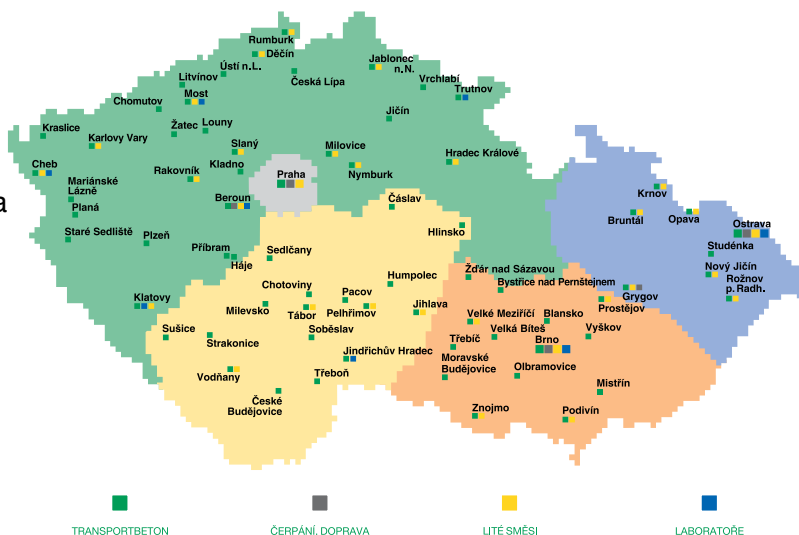 Rumburk
Děčín
Ústí n.L.
Česká Lípa
Jablonec
n.N.
Vrchlabí
Trutnov
Litvínov
Most
Chomutov
Jičín
Žatec
Louny
Kraslice
Karlovy Vary
Slaný
Milovice
Hradec Králové
Cheb
Rakovník
Kladno
Praha
Nymburk
Mariánské
Lázně
Planá
Beroun
Čáslav
Krnov
Bruntál
Opava
Ostrava
a
Staré Sedliště
Plzeň
Hlinsko
Studénka
Příbram
Háje
Sedlčany
Žďár nad Sázavou
Nový Jičín
Rožnov
p. Radh.
Humpolec
Bystřice nad Pernštejnem
Chotoviny
Pacov
Grygov
Klatovy
Milevsko
Tábor
Pelhřimov
Jihlava
Prostějov
Velké Meziříčí
Blansko
Sušice
Strakonice
Soběslav
Velká Bíteš
Vyškov
Třebíč
Brno
Jindřichův Hradec
Moravské
Budějovice
Olbramovice
Vodňany
Třeboň
Mistřín
České
Budějovice
Znojmo
Podivín
TRANSPORTBETON
ČERPÁNÍ, DOPRAVA
LITÉ SMĚSI
LABORATOŘE